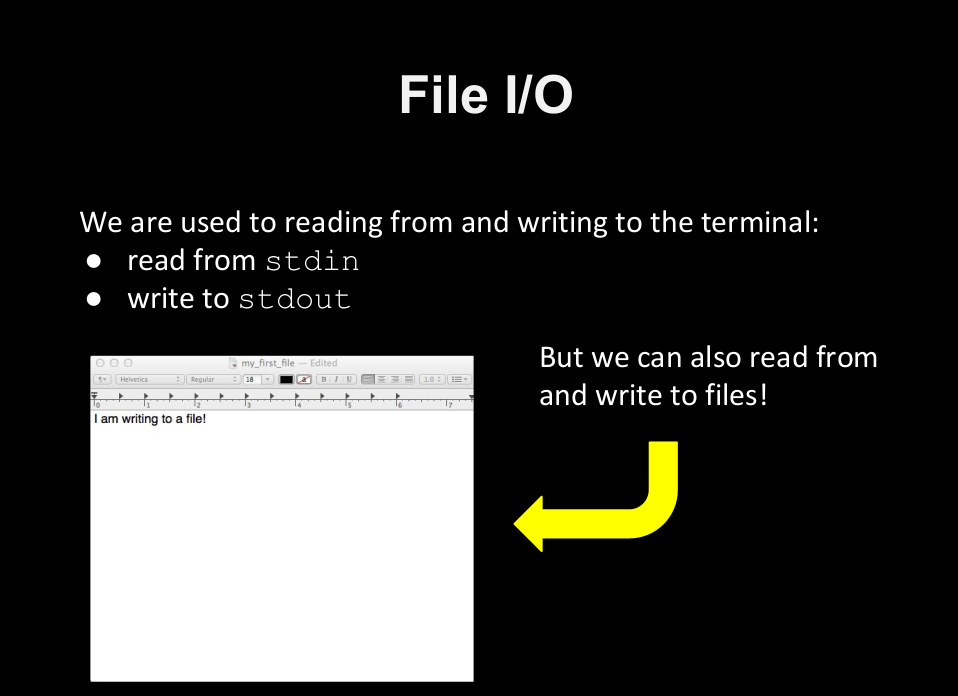 File I/O
We are used to reading from and writing to the terminal:
● read from stdin
● write to stdout
my_first_file — Edited
Helvetica Regular 18 B I U 1.0
0 1 2 3 4 5 6 7
I am writing to a file!
But we can also read from
and write to files!